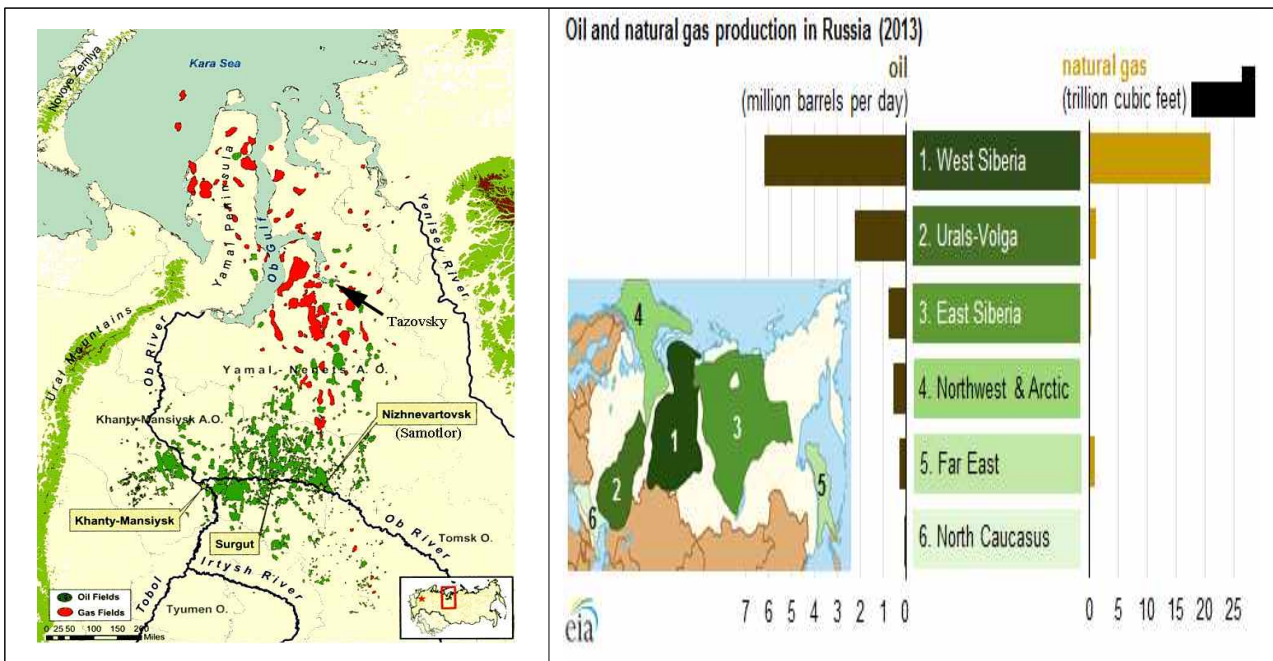 Kara Sea
Novoye Zemlya
Yamal Peninsula
Ob Gulf
Yenisey River
Tazovsky
Ural Mountains
Ob River
Yamal - Nenets A.O.
Khanty-Mansiysk A.O.
Nizhnevartovsk
(Samotlor)
Khanty-Mansiysk
Surgut
Ob River
Tomsk O.
Irtysh River
Tobol
Tyumen O.
Oil Fields
Gas Fields
0 25 50 100 150 200
Miles
Oil and natural gas production in Russia (2013)
oil
(million barrels per day)
natural gas
(trillion cubic feet)
1. West Siberia
2. Urals-Volga
3. East Siberia
4. Northwest & Arctic
5. Far East
6. North Caucasus
4
1
3
2
5
6
7 6 5 4 3 2 1 0
0 5 10 15 20 25
eia